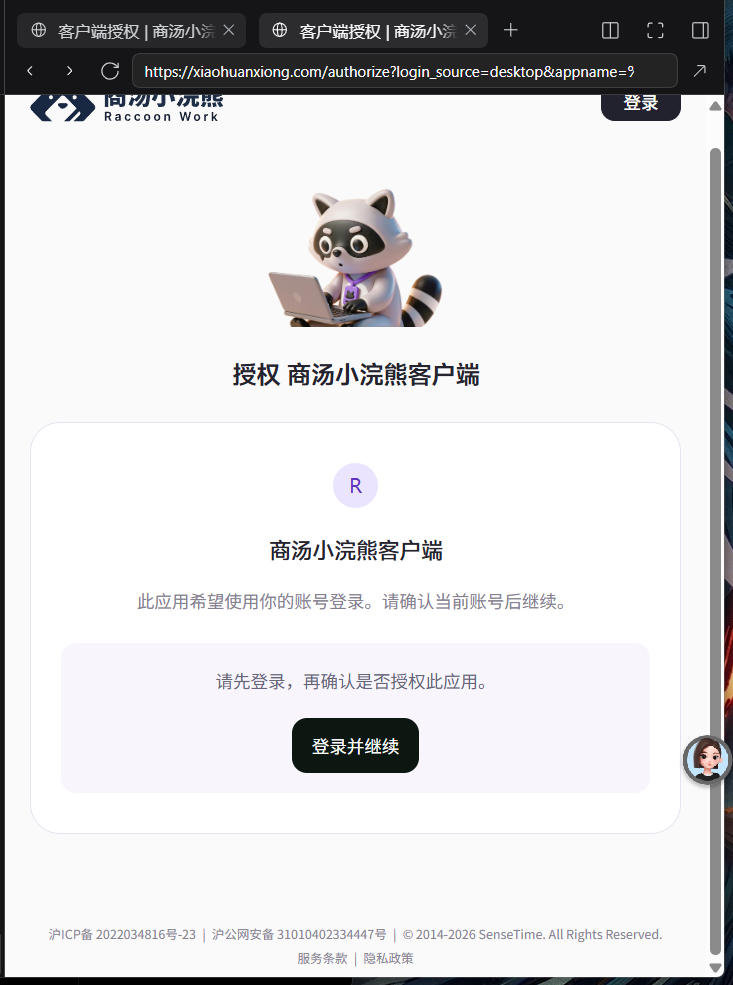 客户端授权 | 商汤小浣
客户端授权 | 商汤小浣
https://xiaohuanxiong.com/authorize?login_source=desktop&appname=%
商汤小浣熊
Raccoon Work
登录
授权 商汤小浣熊客户端
R
商汤小浣熊客户端
此应用希望使用你的账号登录。请确认当前账号后继续。
请先登录，再确认是否授权此应用。
登录并继续
沪ICP备 2022034816号-23 | 沪公网安备 31010402334447号 | © 2014-2026 SenseTime. All Rights Reserved.
服务条款 | 隐私政策